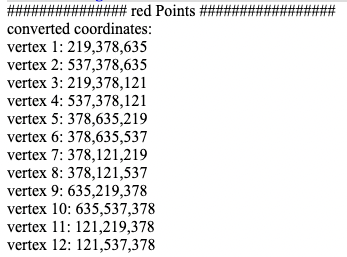 ############### red Points #################
converted coordinates:
vertex 1: 219,378,635
vertex 2: 537,378,635
vertex 3: 219,378,121
vertex 4: 537,378,121
vertex 5: 378,635,219
vertex 6: 378,635,537
vertex 7: 378,121,219
vertex 8: 378,121,537
vertex 9: 635,219,378
vertex 10: 635,537,378
vertex 11: 121,219,378
vertex 12: 121,537,378